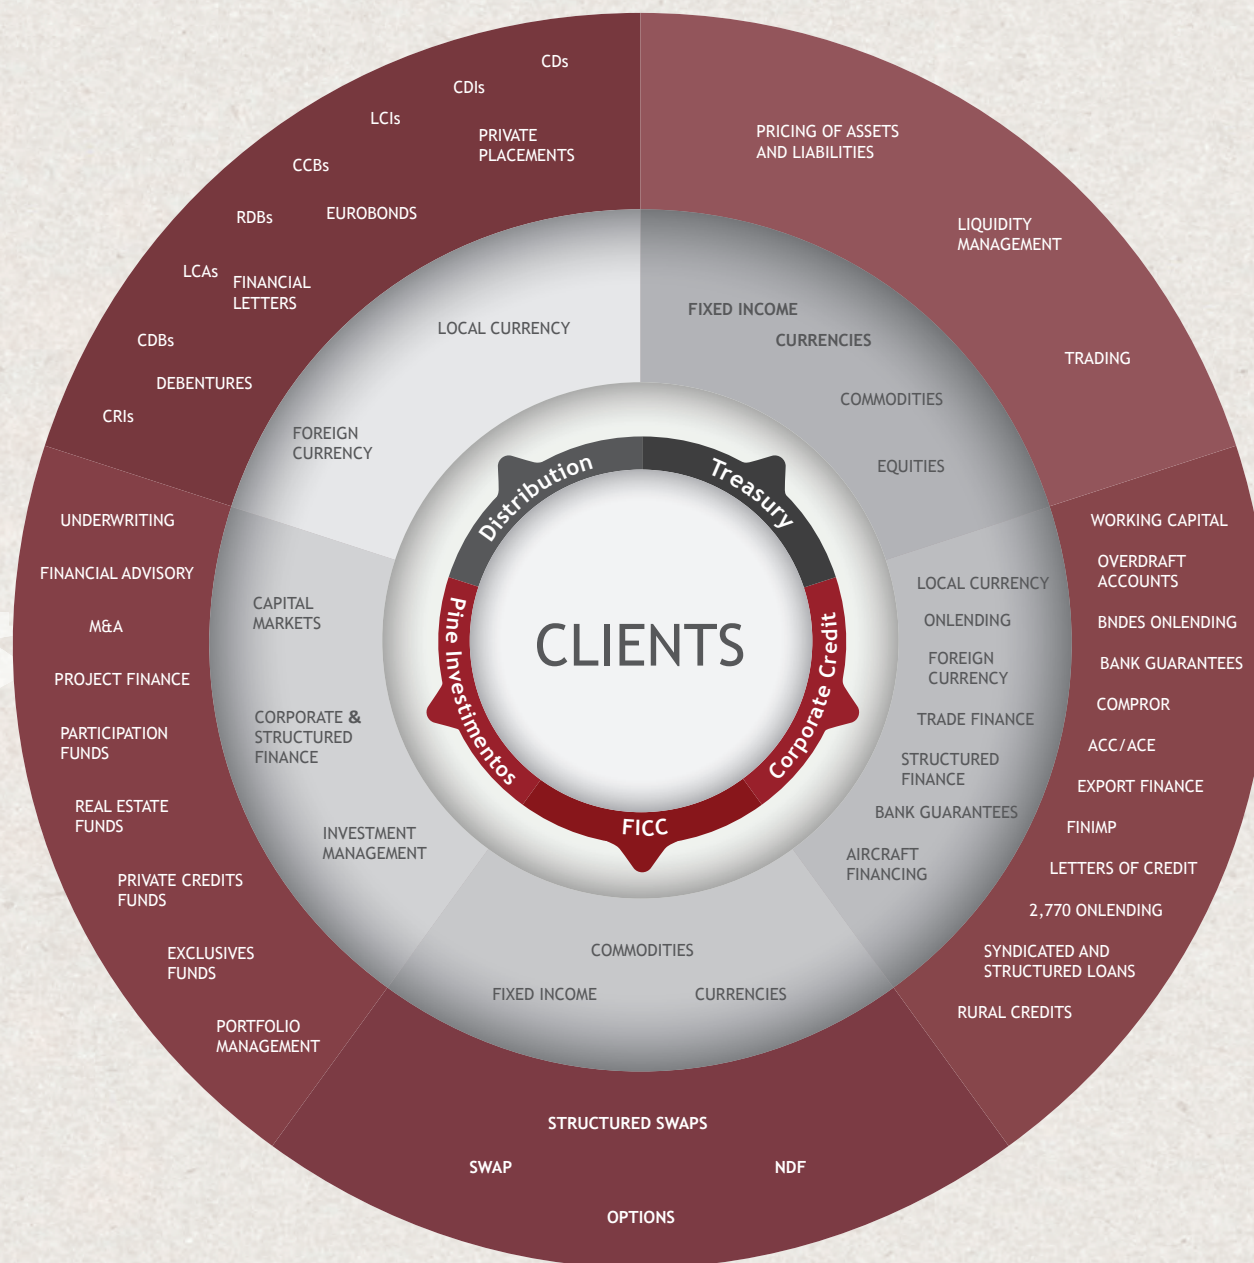 CDs
CDIs
LCIs
PRIVATE
PLACEMENTS
CCBs
RDBs
EUROBONDS
LCAs
FINANCIAL
LETTERS
CDBs
DEBENTURES
CRIs
LOCAL CURRENCY
FOREIGN
CURRENCY
Distribution
PRICING OF ASSETS
AND LIABILITIES
LIQUIDITY
MANAGEMENT
TRADING
FIXED INCOME
CURRENCIES
COMMODITIES
EQUITIES
Treasury
CLIENTS
UNDERWRITING
FINANCIAL ADVISORY
M&A
PROJECT FINANCE
PARTICIPATION
FUNDS
REAL ESTATE
FUNDS
PRIVATE CREDITS
FUNDS
EXCLUSIVES
FUNDS
PORTFOLIO
MANAGEMENT
CAPITAL
MARKETS
CORPORATE &
STRUCTURED
FINANCE
INVESTMENT
MANAGEMENT
Pine Investimentos
Corporate Credit
LOCAL CURRENCY
ONLENDING
FOREIGN
CURRENCY
TRADE FINANCE
STRUCTURED
FINANCE
BANK GUARANTEES
AIRCRAFT
FINANCING
WORKING CAPITAL
OVERDRAFT
ACCOUNTS
BNDES ONLENDING
BANK GUARANTEES
COMPROR
ACC/ACE
EXPORT FINANCE
FINIMP
LETTERS OF CREDIT
2,770 ONLENDING
SYNDICATED AND
STRUCTURED LOANS
RURAL CREDITS
FICC
COMMODITIES
FIXED INCOME
CURRENCIES
STRUCTURED SWAPS
SWAP
NDF
OPTIONS